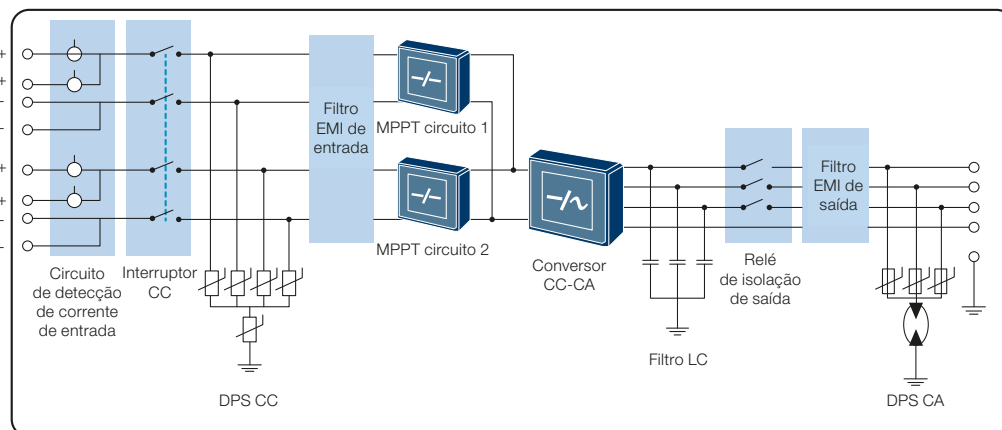 +
+
-
-
+
+
-
-
Circuito
de detecção
de corrente
de entrada
Interruptor
CC
DPS CC
Filtro
EMI de
entrada
MPPT circuito 1
MPPT circuito 2
Conversor
CC-CA
Filtro LC
Relé
de isolação
de saída
Filtro
EMI de
saída
DPS CA